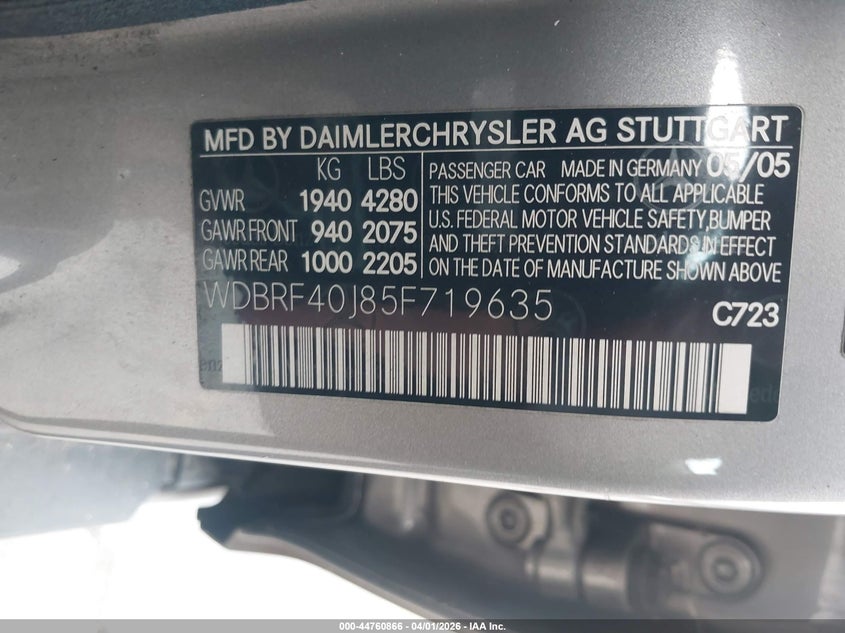 MFD BY DAIMLERCHRYSLER AG STUTTGART
KG LBS
GVWR 1940 4280
GAWR FRONT 940 2075
GAWR REAR 1000 2205
PASSENGER CAR MADE IN GERMANY 05/05
THIS VEHICLE CONFORMS TO ALL APPLICABLE
U.S. FEDERAL MOTOR VEHICLE SAFETY, BUMPER
AND THEFT PREVENTION STANDARDS IN EFFECT
ON THE DATE OF MANUFACTURE SHOWN ABOVE
WDBRF40J85F719635
C723
000-44760866 - 04/01/2026 - IAA Inc.